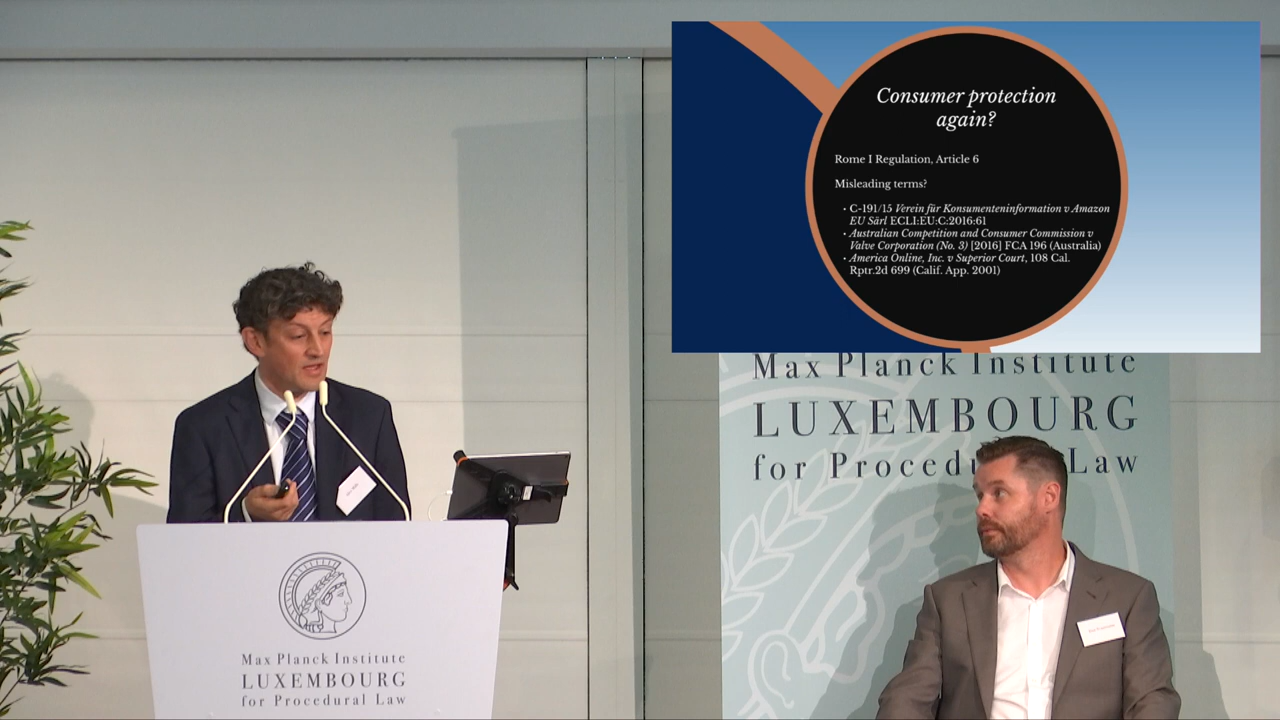 Consumer protection
again?
Rome I Regulation, Article 6
Misleading terms?
• C-191/15 Verein für Konsumenteninformation v Amazon
EU Sàrl ECLI:EU:C:2016:61
• Australian Competition and Consumer Commission v
Valve Corporation (No. 3) [2016] FCA 196 (Australia)
• America Online, Inc. v Superior Court, 108 Cal.
Rptr.2d 699 (Calif. App. 2001)
Max Planck Institute
LUXEMBOURG
for Law
Max Planck Institute
LUXEMBOURG
for Procedural Law